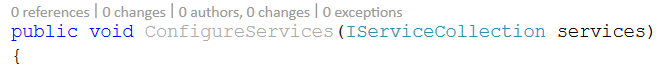 0 references | 0 changes | 0 authors, 0 changes | 0 exceptions
public void ConfigureServices(IServiceCollection services)
{